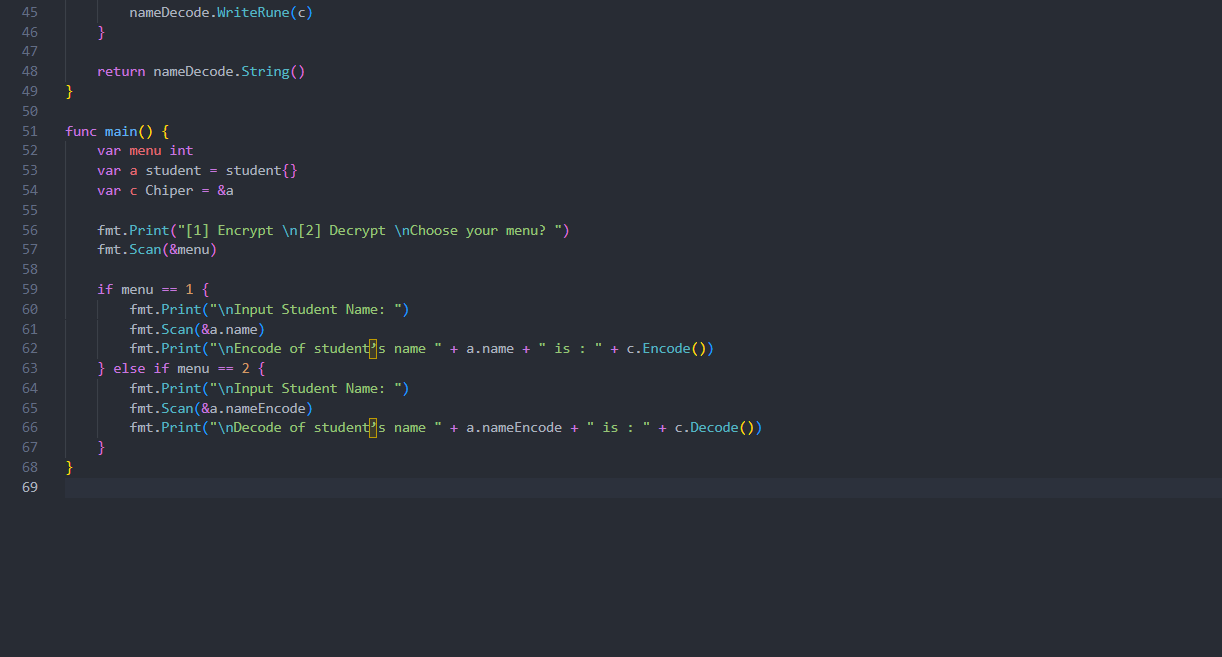 45 nameDecode.WriteRune(c)
46 }
47
48 return nameDecode.String()
49 }
50
51 func main() {
52 var menu int
53 var a student = student{}
54 var c Chiper = &a
55
56 fmt.Print("[1] Encrypt \n[2] Decrypt \nChoose your menu? ")
57 fmt.Scan(&menu)
58
59 if menu == 1 {
60 fmt.Print("\nInput Student Name: ")
61 fmt.Scan(&a.name)
62 fmt.Print("\nEncode of student’s name " + a.name + " is : " + c.Encode())
63 } else if menu == 2 {
64 fmt.Print("\nInput Student Name: ")
65 fmt.Scan(&a.nameEncode)
66 fmt.Print("\nDecode of student’s name " + a.nameEncode + " is : " + c.Decode())
67 }
68 }
69